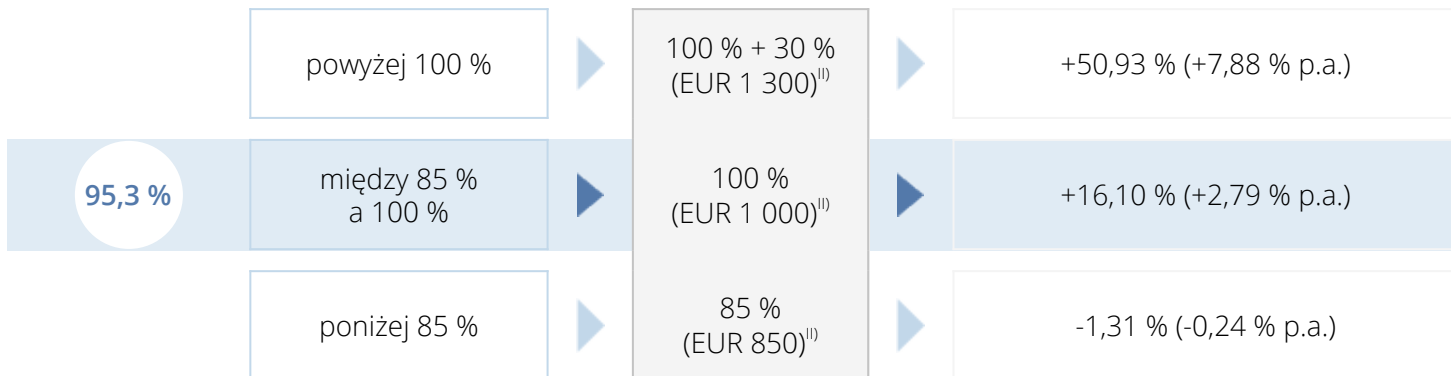 powyżej 100 %
100 % + 30 %
(EUR 1 300)II)
+50,93 % (+7,88 % p.a.)
95,3 %
między 85 %
a 100 %
100 %
(EUR 1 000)II)
+16,10 % (+2,79 % p.a.)
poniżej 85 %
85 %
(EUR 850)II)
-1,31 % (-0,24 % p.a.)